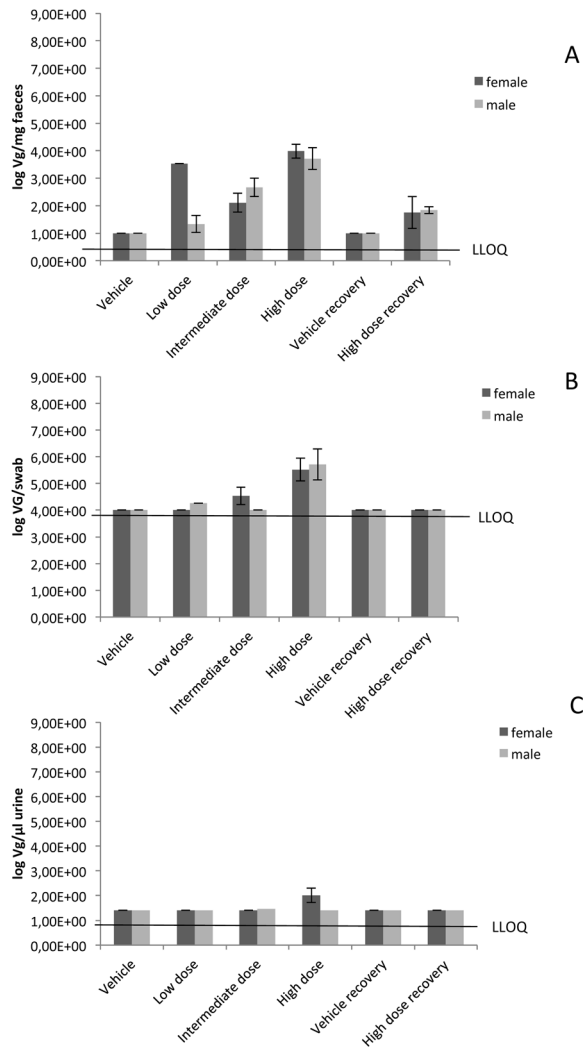 A
9,00E+00
8,00E+00
7,00E+00
6,00E+00
5,00E+00
4,00E+00
3,00E+00
2,00E+00
1,00E+00
0,00E+00
log Vg/mg faeces
female
male
LLOQ
Vehicle
Low dose
Intermediate dose
High dose
Vehicle recovery
High dose recovery
B
9,00E+00
8,00E+00
7,00E+00
6,00E+00
5,00E+00
4,00E+00
3,00E+00
2,00E+00
1,00E+00
0,00E+00
log VG/swab
female
male
LLOQ
Vehicle
Low dose
Intermediate dose
High dose
Vehicle recovery
High dose recovery
C
9,00E+00
8,00E+00
7,00E+00
6,00E+00
5,00E+00
4,00E+00
3,00E+00
2,00E+00
1,00E+00
0,00E+00
log Vg/µl urine
female
male
LLOQ
Vehicle
Low dose
Intermediate dose
High dose
Vehicle recovery
High dose recovery